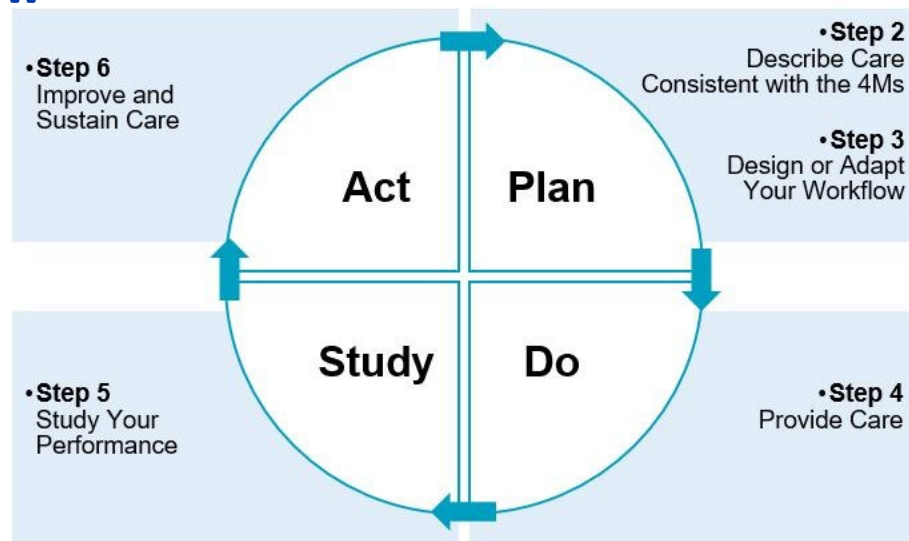 •Step 6
Improve and
Sustain Care
•Step 2
Describe Care
Consistent with the 4Ms
•Step 3
Design or Adapt
Your Workflow
Act
Plan
Study
Do
•Step 5
Study Your
Performance
•Step 4
Provide Care